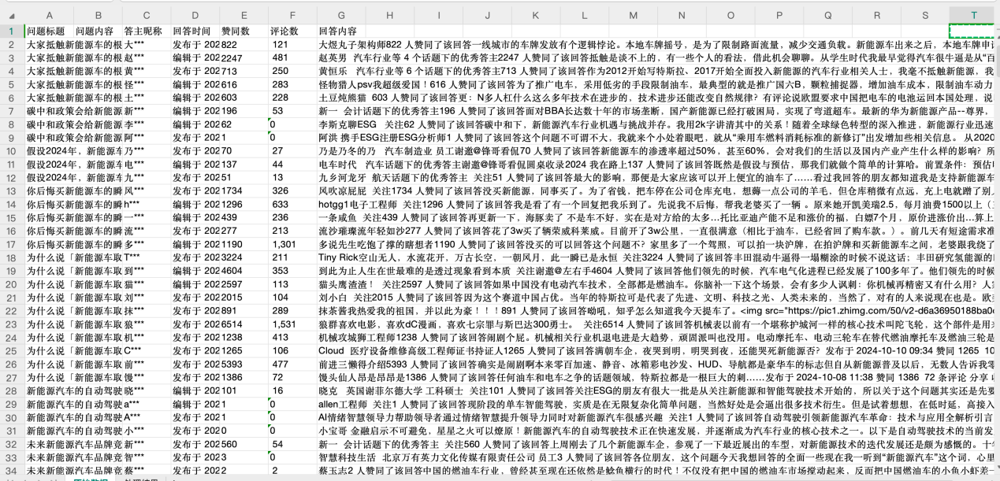 A B C D E F G H I J K L M N O P Q R S T
1 问题标题 问题内容 答主昵称 回答时间 赞同数 评论数 回答内容
2 大家抵触新能源车的根 大*** 发布于 202 822 121 大煜丸子架构师822 人赞同了该回答一线城市的车牌发放有个逻辑悖论。本地车牌摇号，是为了限制路面流量，减少交通负载。新能源车出来之后，本地车牌申
3 大家抵触新能源车的根 赵*** 编辑于 202 2247 481 赵英男 汽车行业等 4 个话题下的优秀答主2247 人赞同了该回答抵触是谈不上的，有一些个人的看法，借此机会聊聊。从学生时代我最早觉得汽车很牛逼是从“百
4 大家抵触新能源车的根 黄*** 发布于 202 713 250 黄恒乐 汽车行业等 6 个话题下的优秀答主713 人赞同了该回答作为2012开始写特斯拉、2017开始全面投入新能源的汽车行业相关人士，我毫不抵触新能源，我
5 大家抵触新能源车的根 怪*** 编辑于 202 616 283 怪物猎人psv我超级爱国！616 人赞同了该回答为了推广电车，采用低劣的手段限制油车，最典型的就是推广国六B，颗粒捕捉器，增加油车成本，限制油车动力
6 大家抵触新能源车的根 土*** 编辑于 202 603 228 土豆炖熊猫 603 人赞同了该回答更：N多人杠什么这么多年技术在进步的，技术进步还能改变自然规律？有评论说欧盟要求中国把电车的电池运回本国处理，说
7 碳中和政策会给新能源 新*** 发布于 202 196 53 新一 会计话题下的优秀答主196 人赞同了该回答面对BBA长达数十年的市场垄断，国产新能源已经打破困局，实现了弯道超车。最新的华为新能源产品--尊界，
8 碳中和政策会给新能源 李*** 编辑于 202 62 0 李斯克聊ESG 关注62 人赞同了该回答碳中和下，新能源汽车行业机遇与挑战并存。我用2k字讲清其中的关系！随着全球绿色转型的深入推进，新能源行业迅速
9 碳中和政策会给新能源 阿*** 发布于 202 1 0 阿洪 携手ESG注册ESG分析师1 人赞同了该回答这个问题不可谓不大，我就来个小处着眼吧，就从“乘用车燃料消耗标准的新修订”出发增加些相关信息。 从2020
10 假设2024年，新能源车 乃*** 发布于 202 70 27 乃是乃冬的乃 汽车制造业 员工谢邀@锋哥看侃70 人赞同了该回答新能源车的渗透率超过50%，甚至60%，会对我们的生活以及国内产业产生什么样的影响？所
11 假设2024年，新能源车 电*** 编辑于 202 137 44 电车时代 汽车话题下的优秀答主谢邀@锋哥看侃圆桌收录2024 我在路上137 人赞同了该回答既然是假设与预估，那我们就做个简单的计算哈。前置条件：预估
12 假设2024年，新能源车 九*** 编辑于 202 51 13 九乡河龙牙 航天话题下的优秀答主 关注51 人赞同了该回答最大的影响，那便是大家应该可以开上便宜的油车了……看过我回答的朋友都知道我是支持新能源车
13 你后悔买新能源车的瞬 风*** 发布于 202 1734 326 风吹凉屁屁 关注1734 人赞同了该回答没买新能源，同事买了。为了省钱，把车停在公司仓库充电，想薅一点公司的羊毛，但仓库稍微有点远，充上电就蹭了别人
14 你后悔买新能源车的瞬 h*** 编辑于 202 1296 633 hotgg1电子工程师 关注1296 人赞同了该回答我是看了有一个回复把我乐到了。先说我不后悔，帮我老婆买了一辆 。原来她开凯美瑞2.5，每月油费1500以上（
15 你后悔买新能源车的瞬 一*** 编辑于 202 439 236 一条咸鱼 关注439 人赞同了该回答再更新一下，海豚卖了 不是车不好，实在是对方给的太多…托比亚迪产能不足和涨价的福，白嫖7个月，原价进涨价出…算上
16 你后悔买新能源车的瞬 流*** 发布于 202 277 213 流沙璀璨流年轻如沙277 人赞同了该回答花了3w买了辆荣威科莱威。目前开了3w公里，一直很满意（相比于油车，已经省回了购车款。）。前几天有短途需求准
17 你后悔买新能源车的瞬 多*** 发布于 202 1190 1,301 多说先生吃饱了撑的瞎想者1190 人赞同了该回答没买的可以回答这个问题不？家里多了一个驾照，可以拍一块沪牌，在拍沪牌和买新能源车之间，老婆跟我绕了
18 为什么说「新能源车取 T*** 发布于 202 3224 211 Tiny Rick空山无人，水流花开，万古长空，一朝风月，此一瞬已是永恒 关注3224 人赞同了该回答丰田混动牛逼得一塌糊涂的时候不说这话；丰田研究氢能源的
19 为什么说「新能源车取 到*** 发布于 202 4604 353 到此为止人生在世最难的是透过现象看到本质 关注谢邀@左右手4604 人赞同了该回答他们领先的时候，汽车电气化进程已经发展了100多年了。他们领先的时候
20 为什么说「新能源车取 猫*** 发布于 202 2597 113 猫头鹰渣渣！ 关注2597 人赞同了该回答如果中国没有电动汽车技术，全部都是燃油车。你脑补一下这个场景，会有多少人讽刺：你机械再精密又有什么用？人家
21 为什么说「新能源车取 刘*** 发布于 202 2015 104 刘小白 关注2015 人赞同了该回答因为这个赛道中国占优。当年的特斯拉可是代表了先进、文明、科技之光、人类未来的，当然了，对有的人来说现在也是。欧美
22 为什么说「新能源车取 抹*** 发布于 202 891 289 抹茶酱我热爱我的祖国，并以此为豪！！！891 人赞同了该回答呦吼，知乎怎么知道我今天提车了。<img src="https://pic1.zhimg.com/50/v2-d6a36950188ba0
23 为什么说「新能源车取 狼*** 发布于 202 6514 1,531 狼群喜欢电影，喜欢dC漫画，喜欢七宗罪与斯巴达300勇士。 关注6514 人赞同了该回答机械表以前有一个堪称护城河一样的核心技术叫陀飞轮，这个部件是用来
24 为什么说「新能源车取 机*** 发布于 202 1238 413 机械攻城狮工程师1238 人赞同了该回答闹剧个屁。机械相关行业机退电进是大趋势，顽固派叫也没用。电动摩托车、电动三轮车在替代燃油摩托车及燃油三轮是
25 为什么说「新能源车取 C*** 发布于 202 1265 106 Cloud 医疗设备维修高级工程师证书持证人1265 人赞同了该回答满朝车企，夜哭到明，明哭到夜，还能哭死新能源否？发布于 2024-10-10 09:34 赞同 1265 10
26 为什么说「新能源车取 前*** 发布于 202 5393 477 前进三懒得介绍5393 人赞同了该回答确实是闹剧啊本来零百加速、静音、冰箱彩电沙发、HUD、导航都是豪华车的标志但自从新能源普及以后，无数人告诉我零
27 为什么说「新能源车取 馒*** 发布于 202 1386 72 馒头仙人昂是昂昂是1386 人赞同了该回答任何油车和电车之争的话题领域，特斯拉都是一根巨大的刺……发布于 2024-10-08 11:38 赞同 1386 72 条评论 分享
28 新能源汽车的自动驾驶 晓*** 编辑于 202 101 16 晓克 英国谢菲尔德大学 工科硕士 关注101 人赞同了该回答关注ESG的朋友有很大一批是从关注新能源和智能驾驶技术开始的，所以关于这个问题其实还是先要
29 新能源汽车的自动驾驶 a*** 编辑于 202 1 0 allen工程师 关注1 人赞同了该回答现阶段的单车智能驾驶，实质是在无限复杂化简单问题，当然好处是会逼出很多技术衍生。但是试着想想，在低时延，高接入
30 新能源汽车的自动驾驶 A*** 发布于 202 1 0 AI情绪智慧领导力帮助领导者通过情绪智慧提升领导力同时对新能源汽车很感兴趣 关注1 人赞同了该回答自动驾驶引领新能源汽车革命：技术与应用全解析引言
31 新能源汽车的自动驾驶 小*** 发布于 202 0 0 小宝哥 金融启示不可避免，星星之火可以燎原！新能源汽车的自动驾驶技术正在快速发展，并逐渐成为汽车行业的核心技术之一。以下是自动驾驶技术的当前发
32 未来新能源汽车品牌竞 新*** 发布于 202 560 54 新一 会计话题下的优秀答主 关注560 人赞同了该回答上周刚去了几个新能源车企，参观了一下最近展出的车型，对新能源技术的迭代发展还是颇为感慨的。十年
33 未来新能源汽车品牌竞 智*** 发布于 202 3 0 智慧科技生活 北京万有英力文化传媒有限责任公司 员工3 人赞同了该回答各位朋友，这个问题今天我想回答的全面一些现在我一听到“新能源汽车”这个词，心里
34 未来新能源汽车品牌竞 蔡*** 发布于 202 2 2 蔡玉志2 人赞同了该回答中国的燃油车行业，曾经甚至现在还依然是鲶鱼横行的时代！不仅没有把中国的燃油车市场搅动起来，反而把中国燃油车的小鱼小虾差